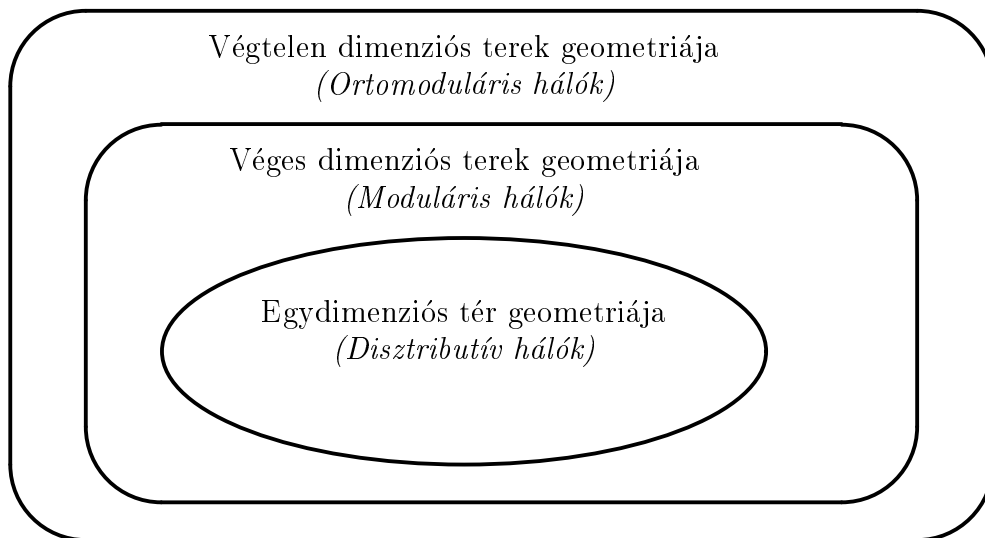 Végtelen dimenziós terek geometriája
(Ortomoduláris hálók)
Véges dimenziós terek geometriája
(Moduláris hálók)
Egydimenziós tér geometriája
(Disztributív hálók)